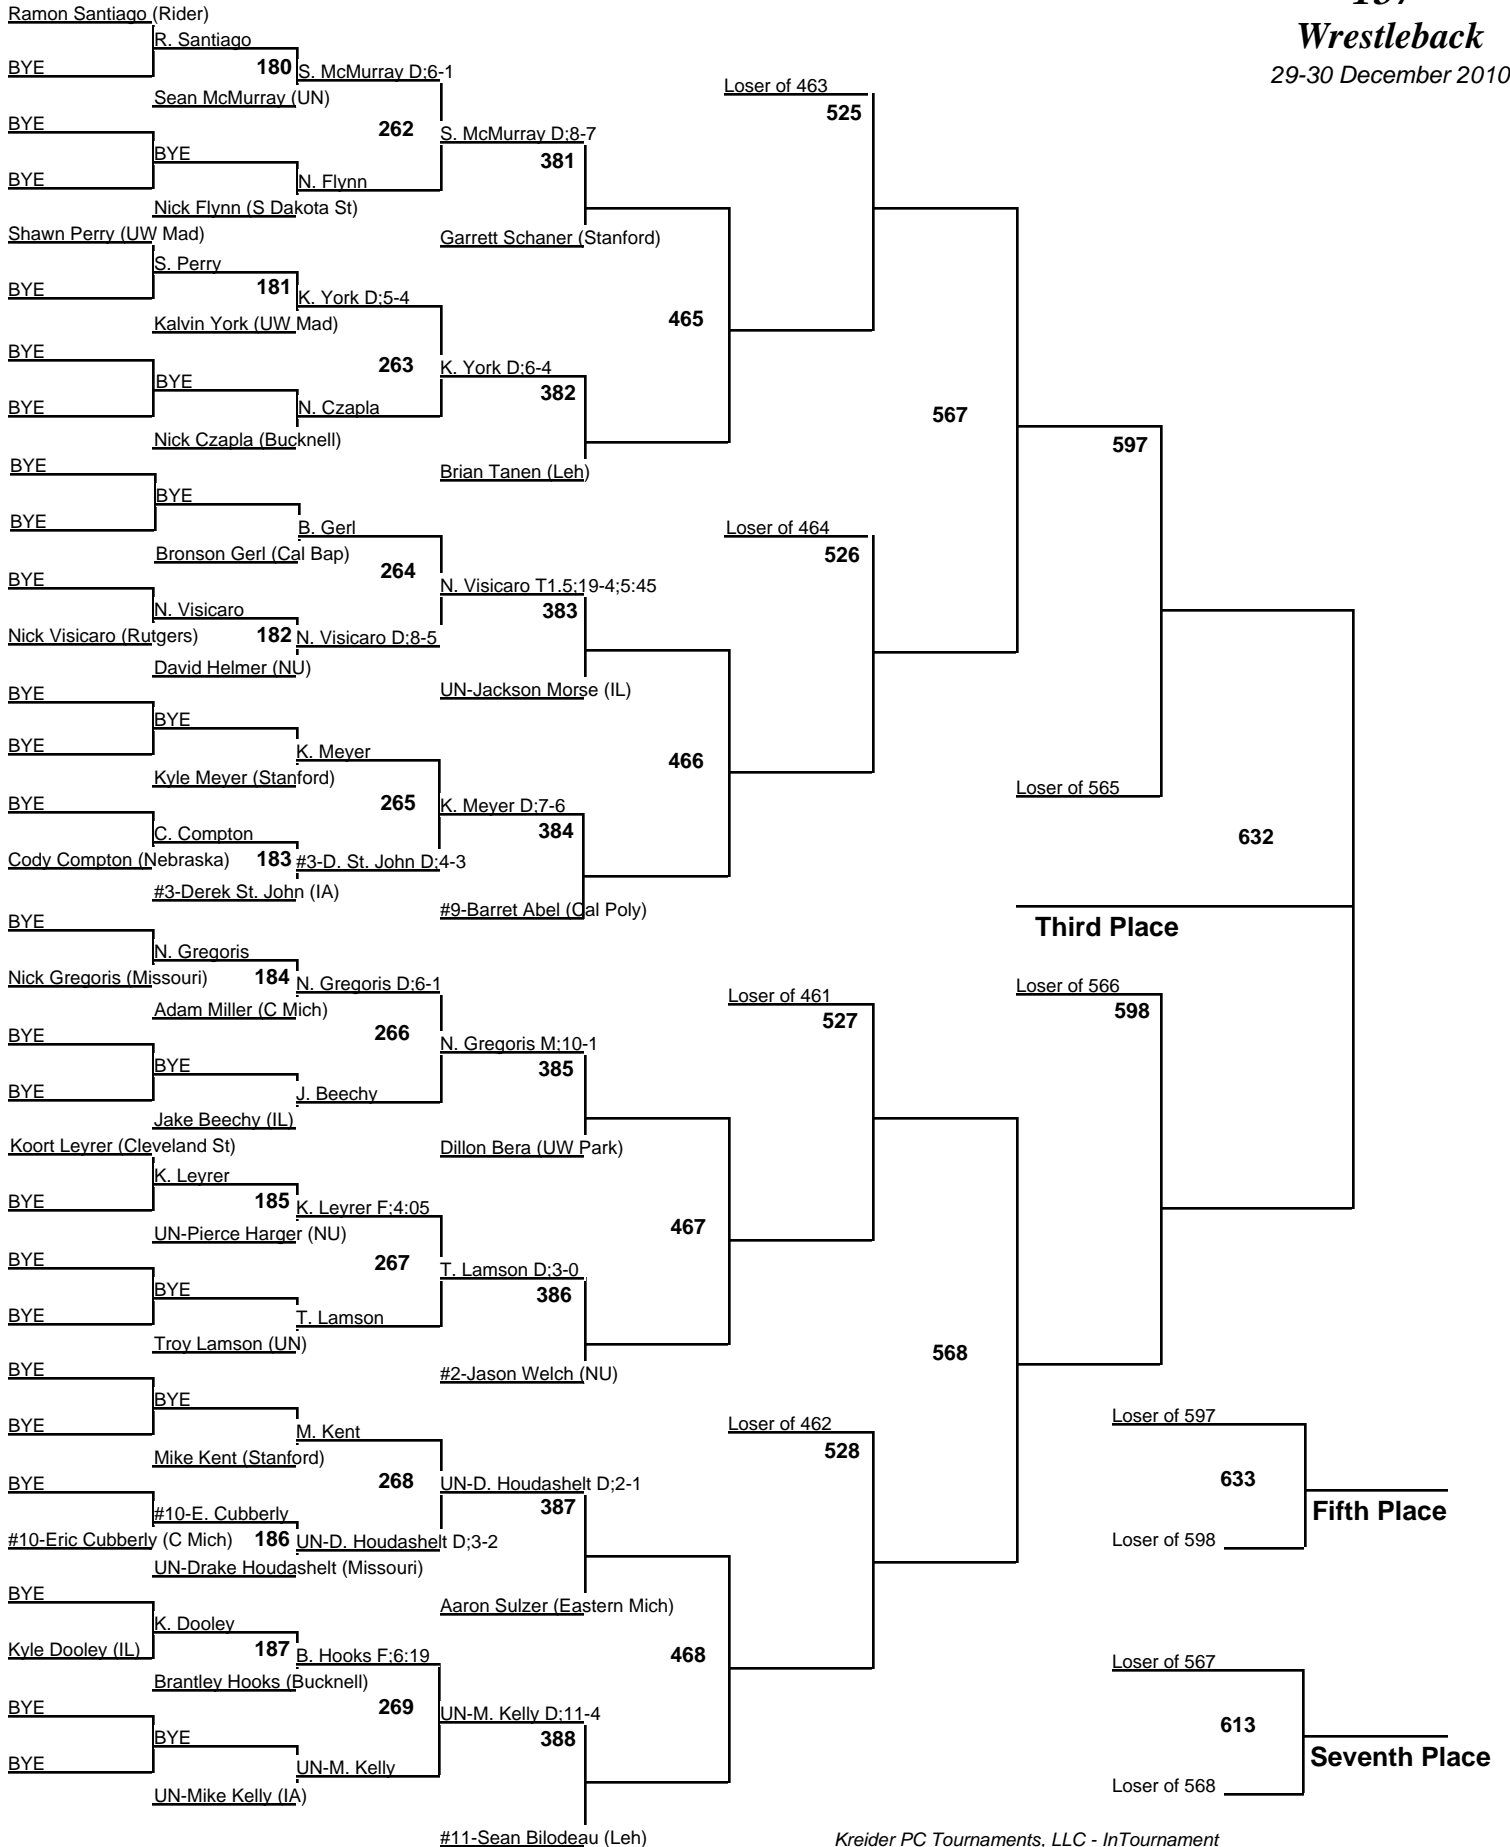 Wrestleback
29-30 December 2010
Ramon Santiago (Rider)
R. Santiago
BYE
180
S. McMurray D;6-1
Sean McMurray (UN)
Loser of 463
525
BYE
262
S. McMurray D;8-7
BYE
381
BYE
N. Flynn
Nick Flynn (S Dakota St)
Shawn Perry (UW Mad)
Garrett Schaner (Stanford)
S. Perry
BYE
181
K. York D;5-4
Kalvin York (UW Mad)
465
BYE
263
K. York D;6-4
BYE
382
BYE
N. Czapla
567
Nick Czapla (Bucknell)
597
BYE
Brian Tanen (Leh)
BYE
BYE
B. Gerl
Loser of 464
Bronson Gerl (Cal Bap)
526
BYE
264
N. Visicaro T1.5;19-4;5:45
N. Visicaro
383
Nick Visicaro (Rutgers)
182
N. Visicaro D;8-5
David Helmer (NU)
BYE
UN-Jackson Morse (IL)
BYE
BYE
K. Meyer
466
Kyle Meyer (Stanford)
Loser of 565
BYE
265
K. Meyer D;7-6
C. Compton
384
632
Cody Compton (Nebraska)
183
#3-D. St. John D;4-3
#3-Derek St. John (IA)
BYE
#9-Barret Abel (Cal Poly)
Third Place
N. Gregoris
Nick Gregoris (Missouri)
184
N. Gregoris D;6-1
Loser of 566
Adam Miller (C Mich)
Loser of 461
598
527
BYE
266
N. Gregoris M;10-1
BYE
385
BYE
J. Beechy
Jake Beechy (IL)
Koort Leyrer (Cleveland St)
Dillon Bera (UW Park)
K. Leyrer
BYE
185
K. Leyrer F;4:05
UN-Pierce Harger (NU)
467
BYE
267
T. Lamson D;3-0
BYE
386
BYE
T. Lamson
Troy Lamson (UN)
568
BYE
#2-Jason Welch (NU)
BYE
BYE
M. Kent
Loser of 462
Loser of 597
Mike Kent (Stanford)
528
BYE
268
UN-D. Houdashelt D;2-1
633
#10-E. Cubberly
387
Fifth Place
#10-Eric Cubberly (C Mich)
186
UN-D. Houdashelt D;3-2
Loser of 598
UN-Drake Houdashelt (Missouri)
BYE
Aaron Sulzer (Eastern Mich)
K. Dooley
Kyle Dooley (IL)
187
B. Hooks F;6:19
468
Loser of 567
Brantley Hooks (Bucknell)
BYE
269
UN-M. Kelly D;11-4
613
BYE
388
Seventh Place
BYE
UN-M. Kelly
Loser of 568
UN-Mike Kelly (IA)
#11-Sean Bilodeau (Leh)
Kreider PC Tournaments, LLC - InTournament